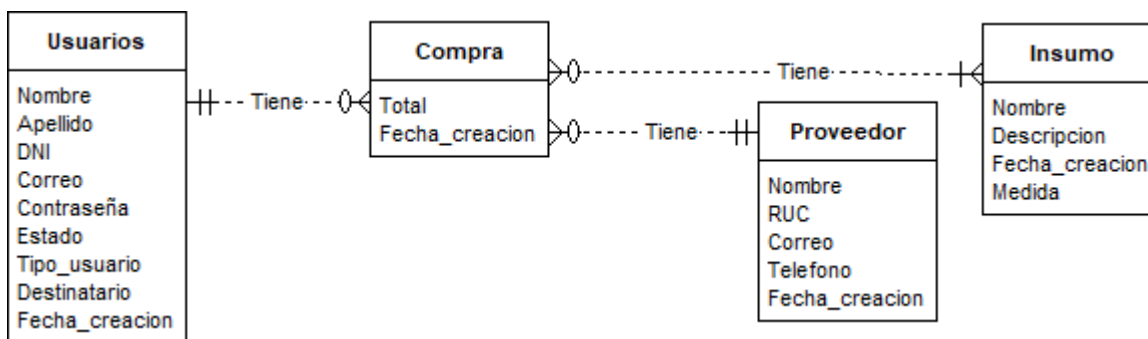 Usuarios
Nombre
Apellido
DNI
Correo
Contraseña
Estado
Tipo_usuario
Destinatario
Fecha_creacion
Tiene
Compra
Total
Fecha_creacion
Tiene
Tiene
Proveedor
Nombre
RUC
Correo
Telefono
Fecha_creacion
Insumo
Nombre
Descripcion
Fecha_creacion
Medida